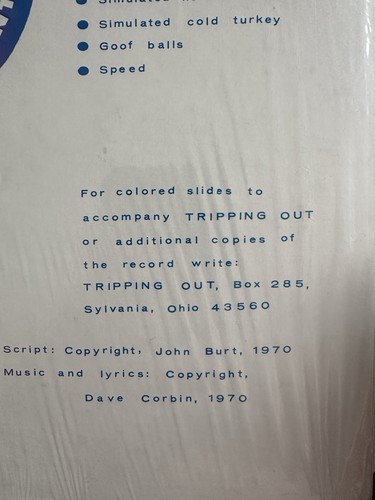 Simulated
Simulated cold turkey
Goof balls
Speed
For colored slides to
accompany TRIPPING OUT
or additional copies of
the record write:
TRIPPING OUT, Box 285,
Sylvania, Ohio 43560
Script: Copyright, John Burt, 1970
Music and lyrics: Copyright,
Dave Corbin, 1970